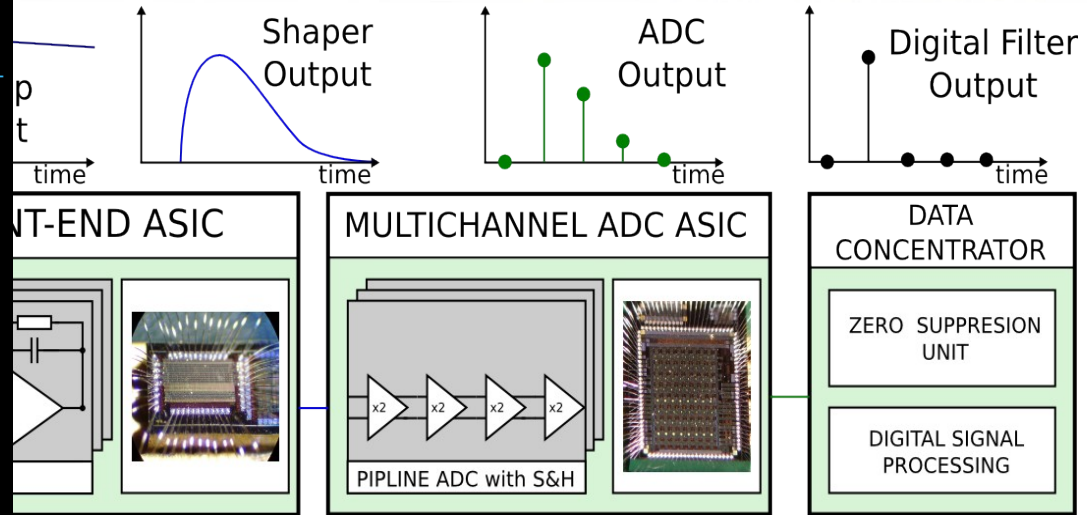 p
t
time
Shaper
Output
time
ADC
Output
time
Digital Filter
Output
time
NT-END ASIC
MULTICHANNEL ADC ASIC
x2
x2
x2
x2
PIPLINE ADC with S&H
DATA
CONCENTRATOR
ZERO SUPPRESION
UNIT
DIGITAL SIGNAL
PROCESSING